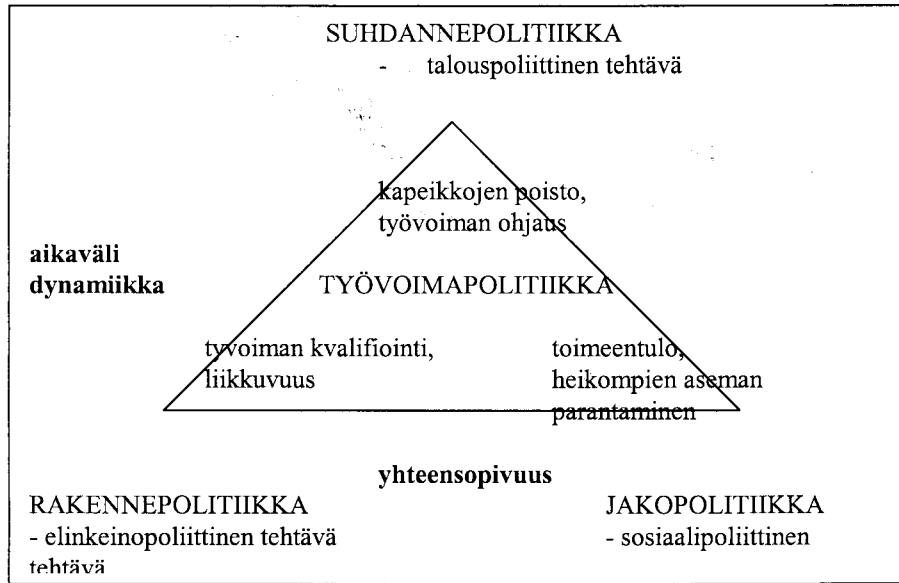 SUHDANNEPOLITIIKKA
- talouspoliittinen tehtävä
kapeikkojen poisto,
työvoiman ohjaus
aikaväli
dynamiikka
TYÖVOIMAPOLITIIKKA
tyvoiman kvalifiointi,
liikkuvuus
toimeentulo,
heikompien aseman
parantaminen
yhteensopivuus
RAKENNEPOLITIIKKA
- elinkeinopoliittinen tehtävä
tehtävä
JAKOPOLITIIKKA
- sosiaalipoliittinen